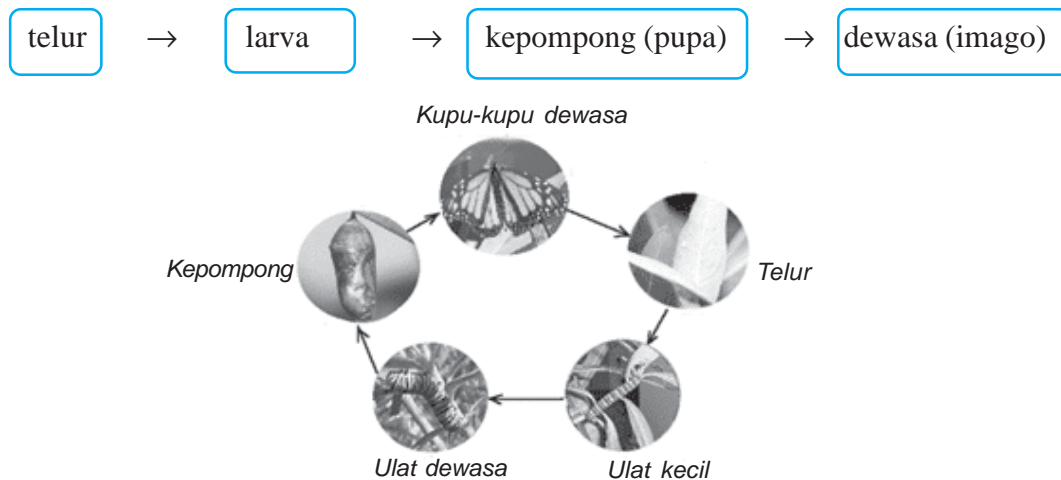 telur → larva → kepompong (pupa) → dewasa (imago)
Kupu-kupu dewasa
Kepompong
Telur
Ulat dewasa
Ulat kecil